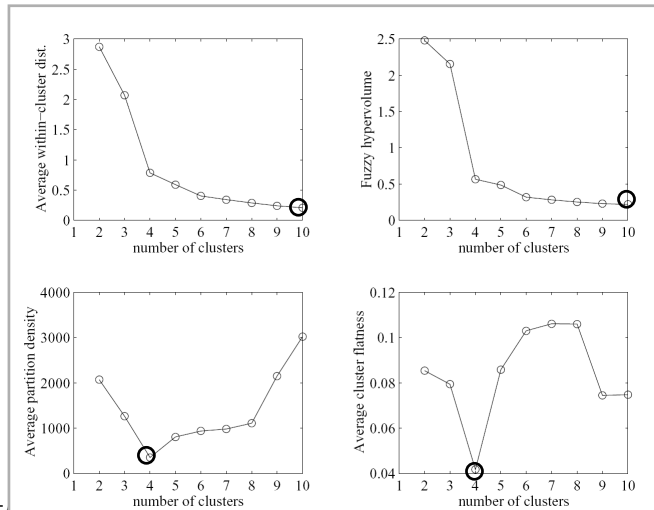 Average within-cluster dist.
3
2.5
2
1.5
1
0.5
0
1 2 3 4 5 6 7 8 9 10
number of clusters
Fuzzy hypervolume
2.5
2
1.5
1
0.5
0
1 2 3 4 5 6 7 8 9 10
number of clusters
Average partition density
4000
3000
2000
1000
0
1 2 3 4 5 6 7 8 9 10
number of clusters
Average cluster flatness
0.12
0.1
0.08
0.06
0.04
1 2 3 4 5 6 7 8 9 10
number of clusters